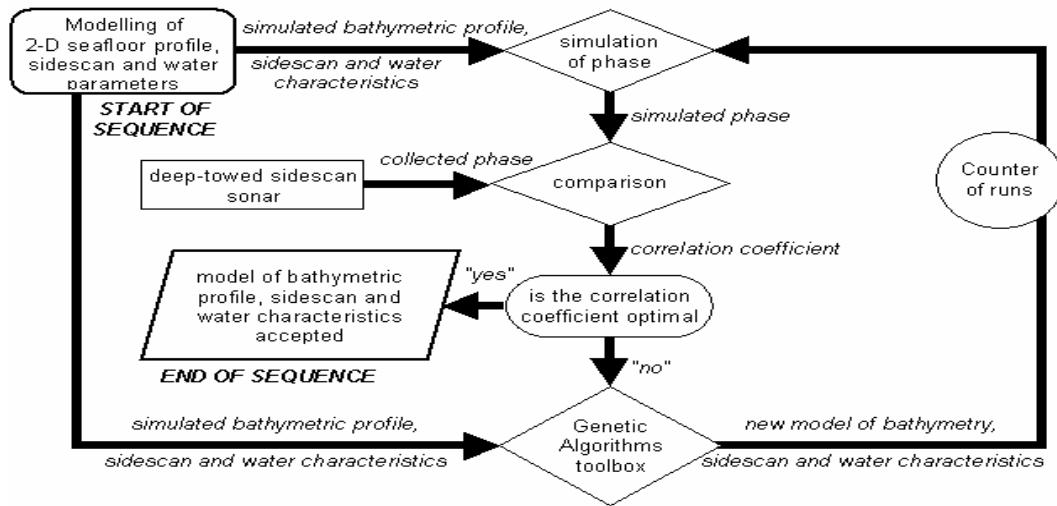 Modelling of
2-D seafloor profile,
sidescan and water
parameters
START OF
SEQUENCE
simulated bathymetric profile,
sidescan and water
characteristics
simulation
of phase
simulated phase
collected phase
deep-towed sidescan
sonar
comparison
Counter
of runs
correlation coefficient
"yes"
model of bathymetric
profile, sidescan and
water characteristics
accepted
is the correlation
coefficient optimal
END OF SEQUENCE
"no"
simulated bathymetric profile,
sidescan and water characteristics
Genetic
Algorithms
toolbox
new model of bathymetry,
sidescan and water characteristics